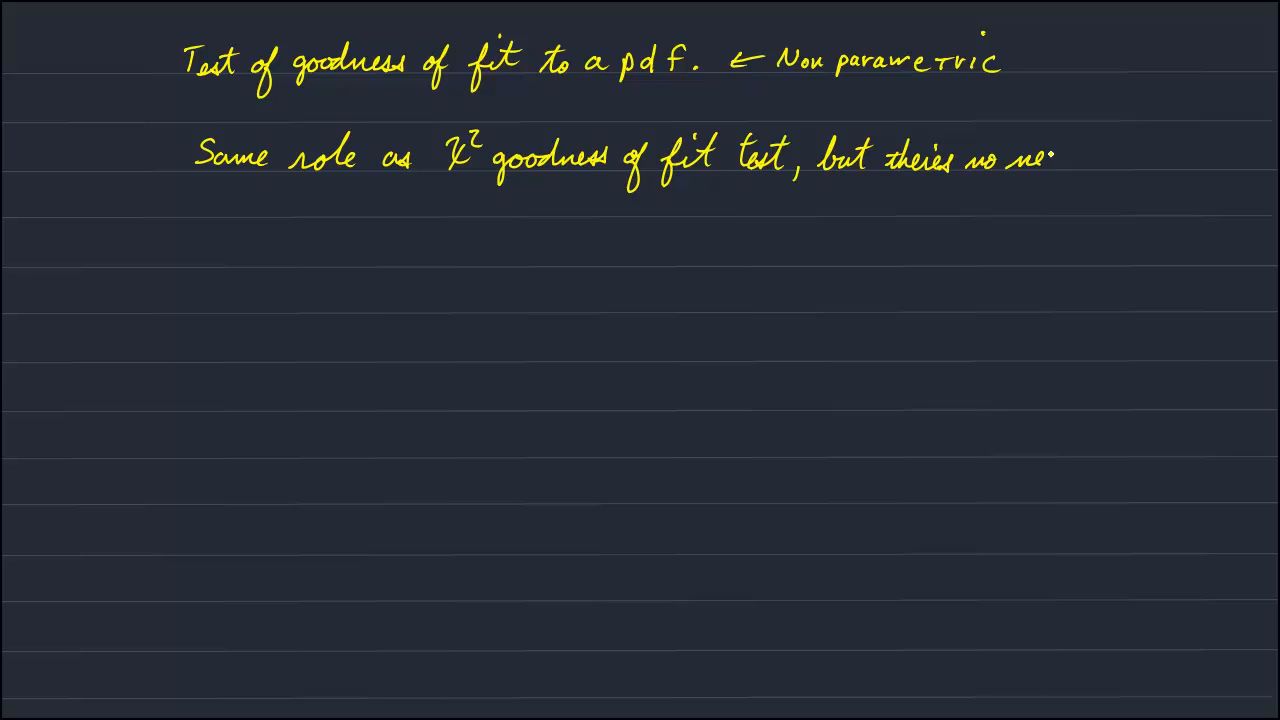 Test of goodness of fit to a pdf. ← Non parametric
Same role as χ² goodness of fit test, but there's no ne